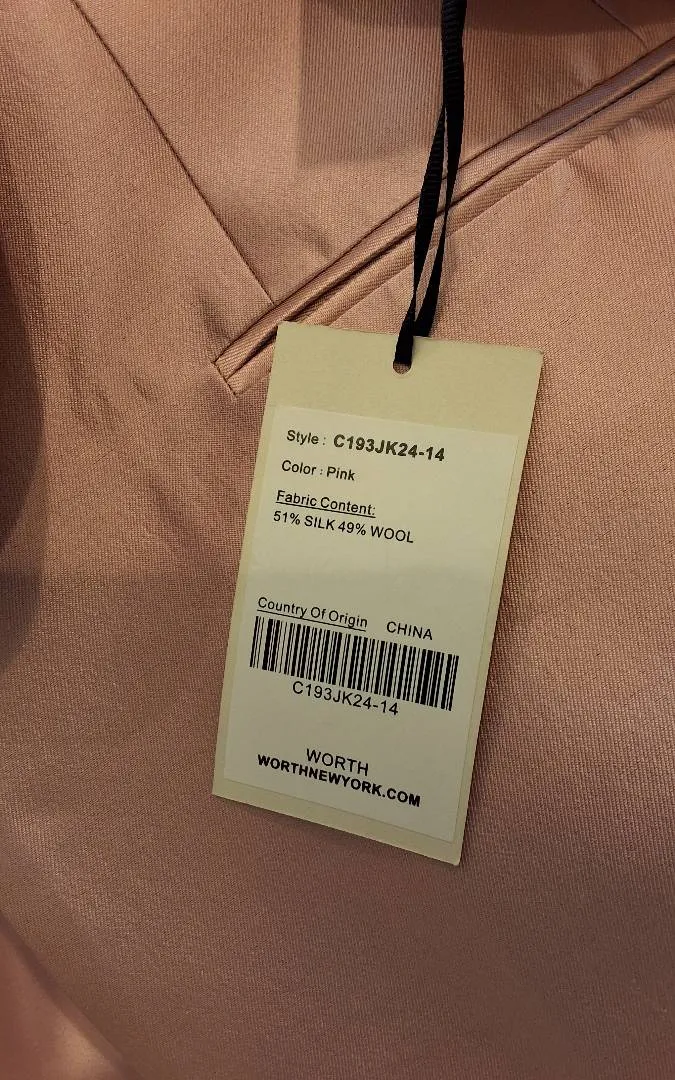 Style : C193JK24-14
Color : Pink
Fabric Content:
51% SILK 49% WOOL
Country Of Origin CHINA
C193JK24-14
WORTH
WORTHNEWYORK.COM